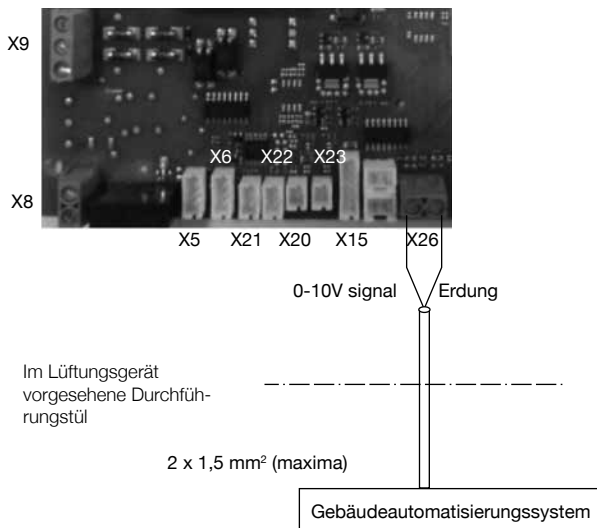 X9
X6 X22 X23
X8
X5 X21 X20 X15 X26
0-10V signal Erdung
Im Lüftungsgerät
vorgesehene Durchfüh-
rungstül
2 x 1,5 mm² (maxima)
Gebäudeautomatisierungssystem